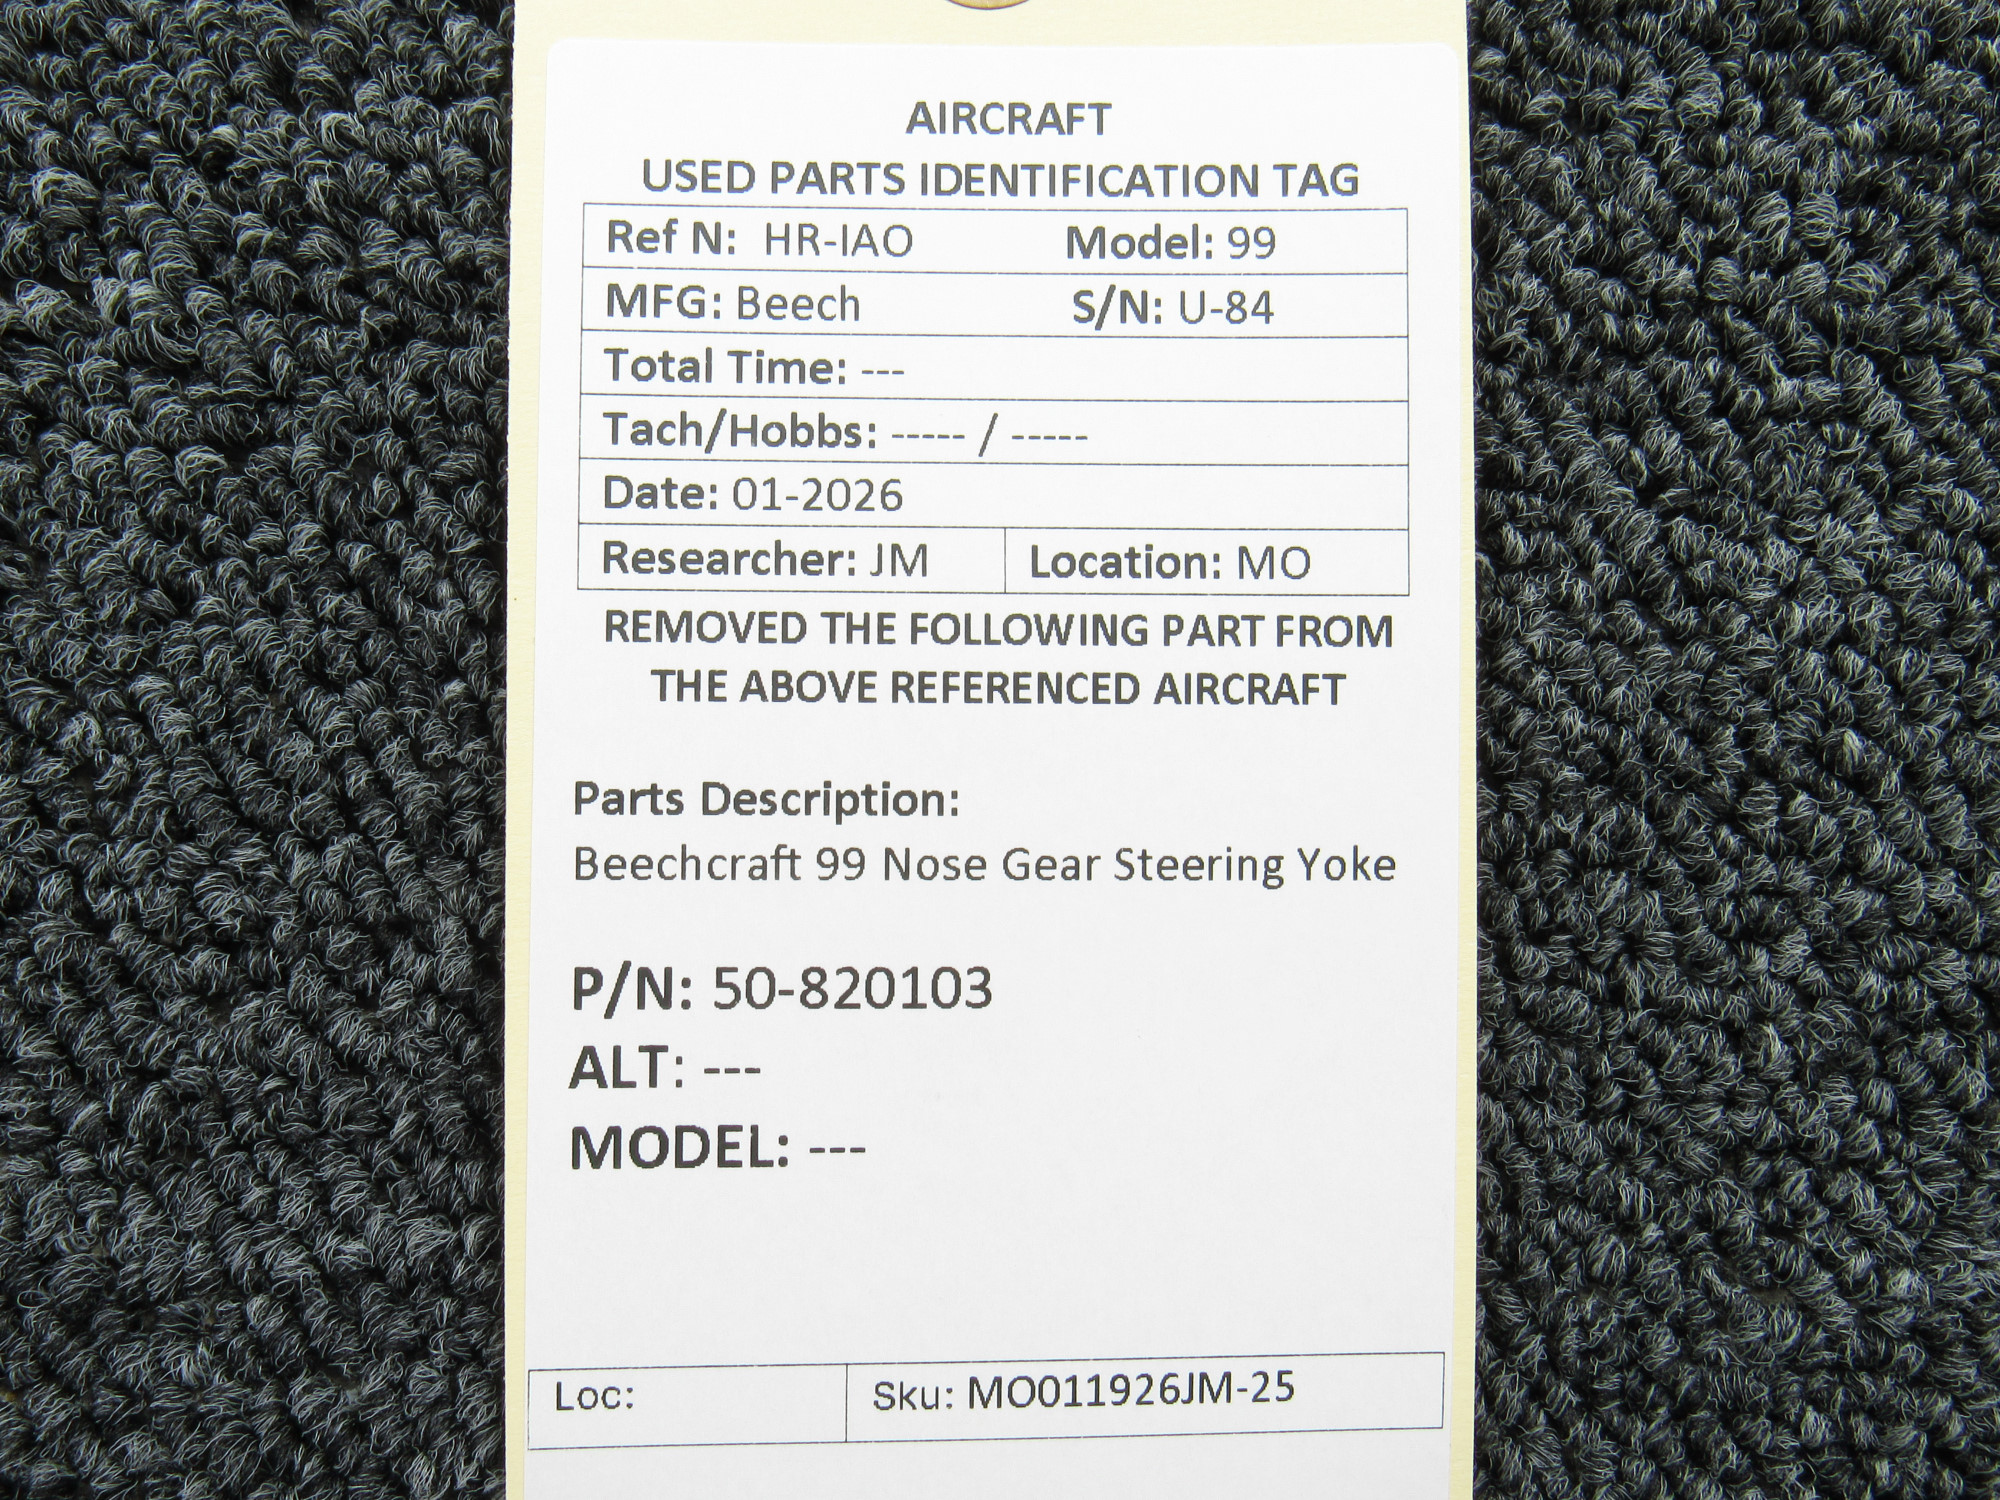 AIRCRAFT
USED PARTS IDENTIFICATION TAG
Ref N: HR-IAO Model: 99
MFG: Beech S/N: U-84
Total Time: ---
Tach/Hobbs: ----- / -----
Date: 01-2026
Researcher: JM Location: MO
REMOVED THE FOLLOWING PART FROM
THE ABOVE REFERENCED AIRCRAFT
Parts Description:
Beechcraft 99 Nose Gear Steering Yoke
P/N: 50-820103
ALT: ---
MODEL: ---
Loc: Sku: MO011926JM-25